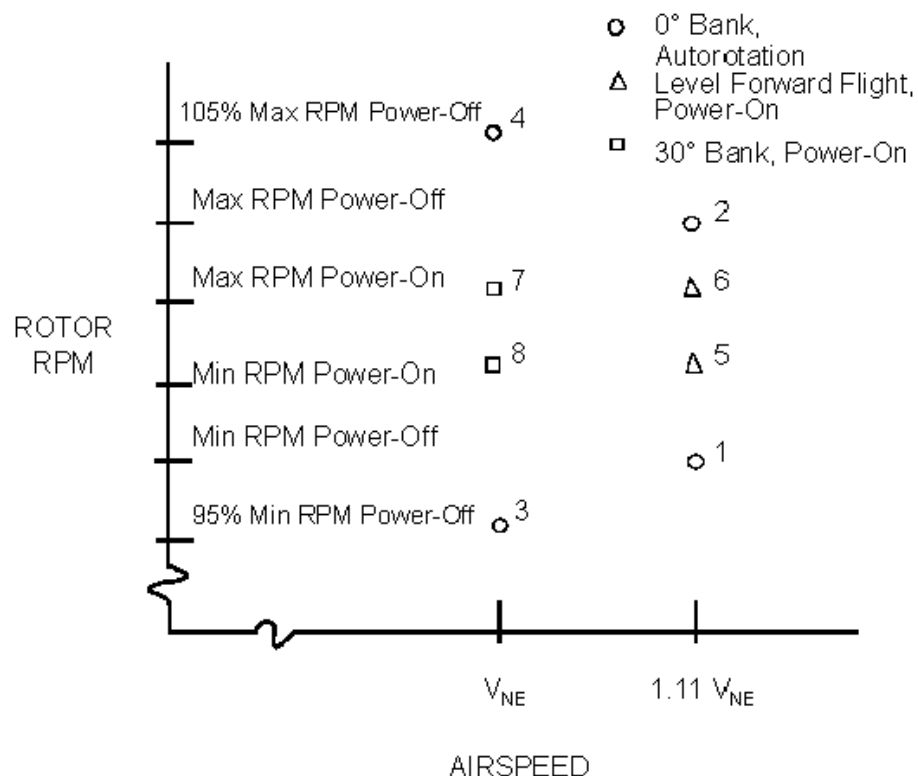 0° Bank,
Autorotation
Level Forward Flight,
Power-On
30° Bank, Power-On
105% Max RPM Power-Off
4
Max RPM Power-Off
2
Max RPM Power-On
7
6
ROTOR
RPM
Min RPM Power-On
8
5
Min RPM Power-Off
1
95% Min RPM Power-Off
3
VNE
1.11 VNE
AIRSPEED